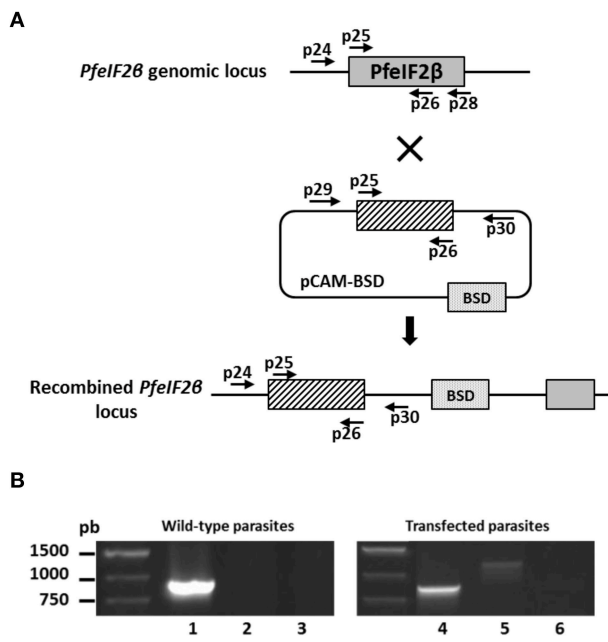 A
p24
p25
PfeIF2β genomic locus
PfeIF2β
p26
p28
p29
p25
p30
p26
pCAM-BSD
BSD
p24
p25
Recombined PfeIF2β
locus
BSD
p30
p26
B
pb
Wild-type parasites
Transfected parasites
1500
1000
750
1 2 3
4 5 6